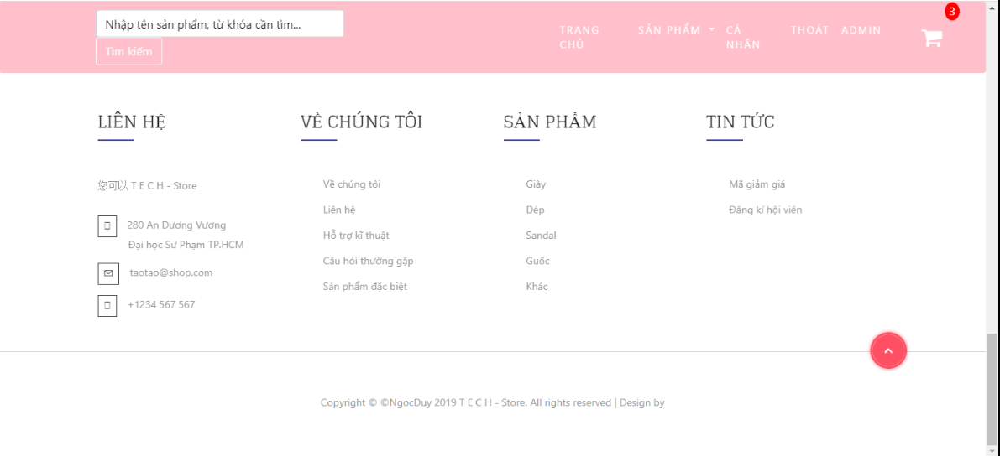 Nhập tên sản phẩm, từ khóa cần tìm...
Tìm kiếm
TRANG CHỦ
SẢN PHẨM
CÁ NHÂN
THOÁT
ADMIN
3
LIÊN HỆ
您可以 T E C H - Store
280 An Dương Vương
Đại học Sư Phạm TP.HCM
taotao@shop.com
+1234 567 567
VỀ CHÚNG TÔI
Về chúng tôi
Liên hệ
Hỗ trợ kĩ thuật
Câu hỏi thường gặp
Sản phẩm đặc biệt
SẢN PHẨM
Giày
Dép
Sandal
Guốc
Khác
TIN TỨC
Mã giảm giá
Đăng kí hội viên
Copyright © ©NgocDuy 2019 T E C H - Store. All rights reserved | Design by